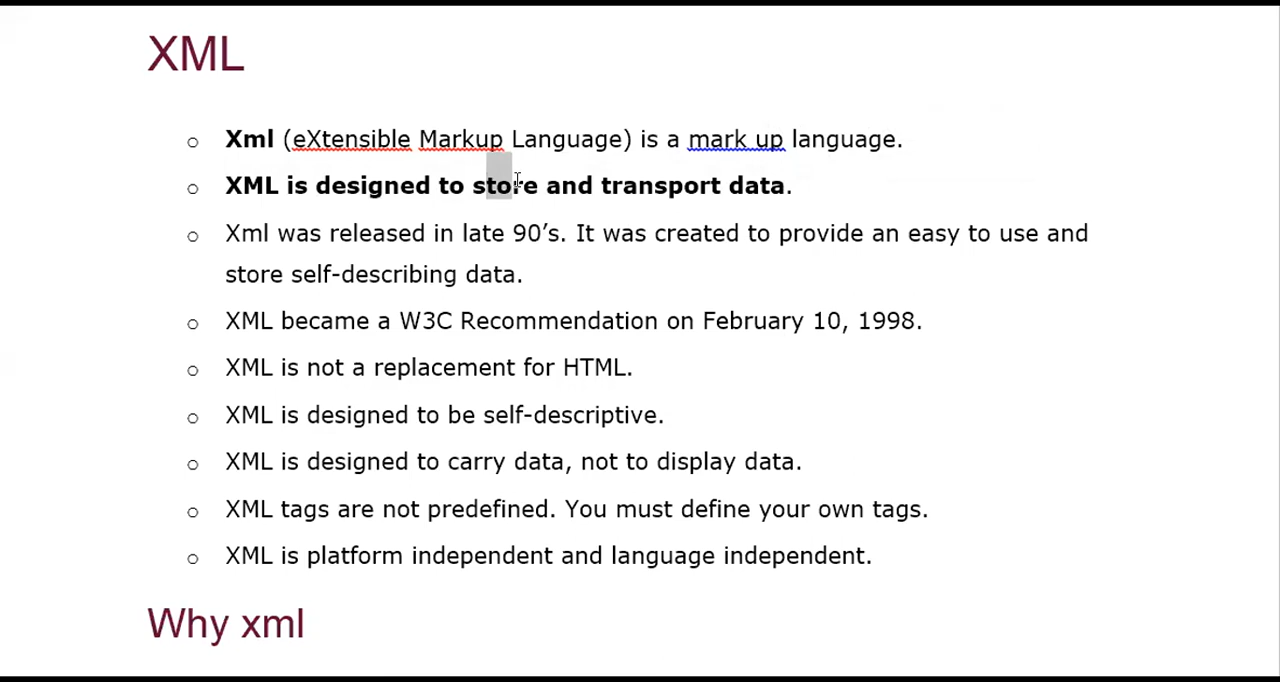 XML
o Xml (eXtensible Markup Language) is a mark up language.
o XML is designed to store and transport data.
o Xml was released in late 90’s. It was created to provide an easy to use and
store self-describing data.
o XML became a W3C Recommendation on February 10, 1998.
o XML is not a replacement for HTML.
o XML is designed to be self-descriptive.
o XML is designed to carry data, not to display data.
o XML tags are not predefined. You must define your own tags.
o XML is platform independent and language independent.
Why xml